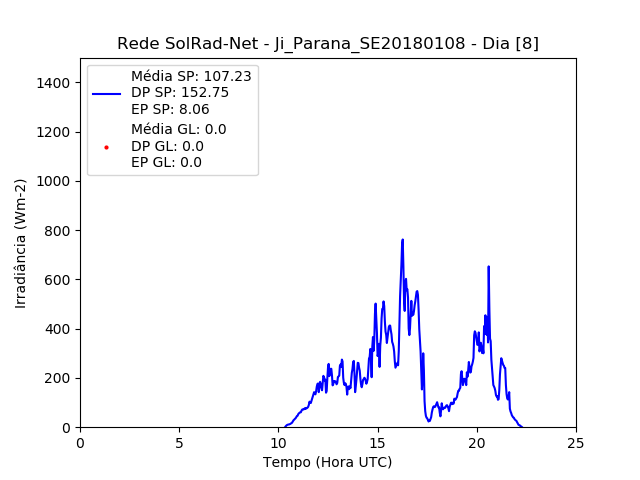 Rede SolRad-Net - Ji_Parana_SE20180108 - Dia [8]
Média SP: 107.23
DP SP: 152.75
EP SP: 8.06
Média GL: 0.0
DP GL: 0.0
EP GL: 0.0
Irradiância (Wm-2)
1400
1200
1000
800
600
400
200
0
0 5 10 15 20 25
Tempo (Hora UTC)